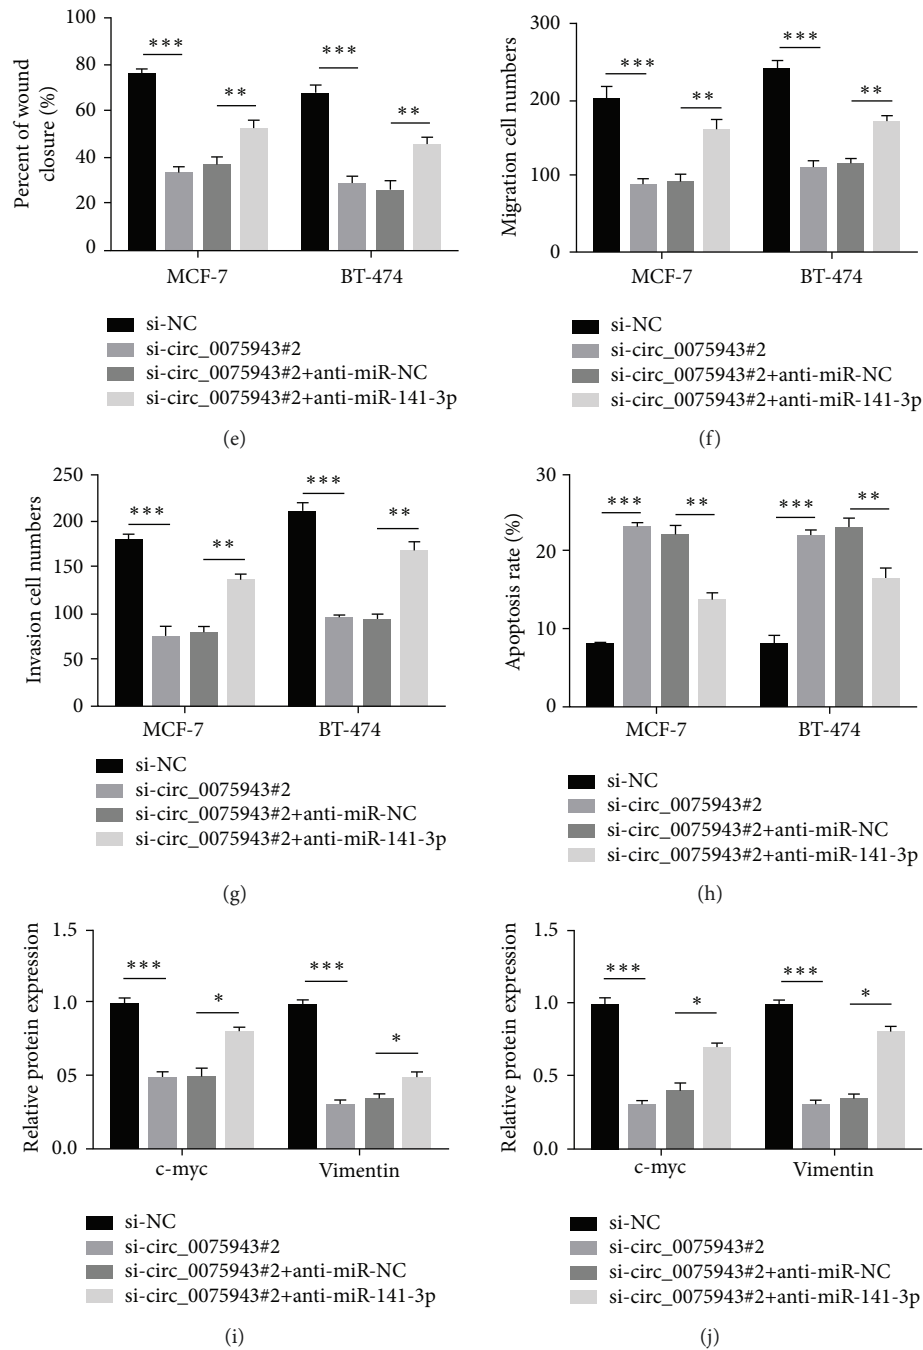 100
80
60
40
20
0
Percent of wound
closure (%)
***
**
***
**
MCF-7
BT-474
si-NC
si-circ_0075943#2
si-circ_0075943#2+anti-miR-NC
si-circ_0075943#2+anti-miR-141-3p
(e)
300
200
100
0
Migration cell numbers
***
**
***
**
MCF-7
BT-474
si-NC
si-circ_0075943#2
si-circ_0075943#2+anti-miR-NC
si-circ_0075943#2+anti-miR-141-3p
(f)
250
200
150
100
50
0
Invasion cell numbers
***
**
***
**
MCF-7
BT-474
si-NC
si-circ_0075943#2
si-circ_0075943#2+anti-miR-NC
si-circ_0075943#2+anti-miR-141-3p
(g)
30
20
10
0
Apoptosis rate (%)
***
**
***
**
MCF-7
BT-474
si-NC
si-circ_0075943#2
si-circ_0075943#2+anti-miR-NC
si-circ_0075943#2+anti-miR-141-3p
(h)
1.5
1.0
05
0.0
Relative protein expression
***
*
***
*
c-myc
Vimentin
si-NC
si-circ_0075943#2
si-circ_0075943#2+anti-miR-NC
si-circ_0075943#2+anti-miR-141-3p
(i)
1.5
1.0
0.5
0.0
Relative protein expression
***
*
***
*
c-myc
Vimentin
si-NC
si-circ_0075943#2
si-circ_0075943#2+anti-miR-NC
si-circ_0075943#2+anti-miR-141-3p
(j)